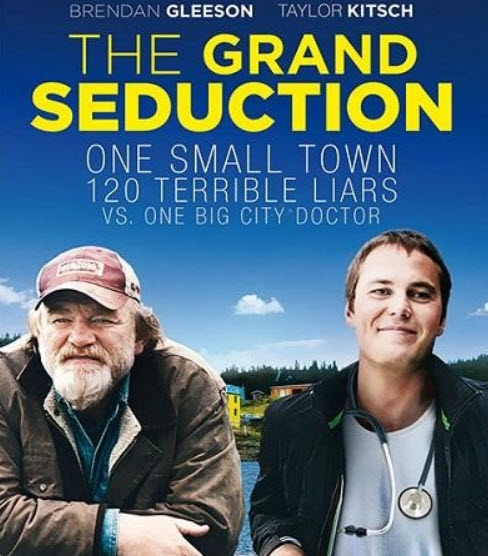 BRENDAN GLEESON TAYLOR KITSCH
THE GRAND
SEDUCTION
ONE SMALL TOWN
120 TERRIBLE LIARS
VS. ONE BIG CITY DOCTOR